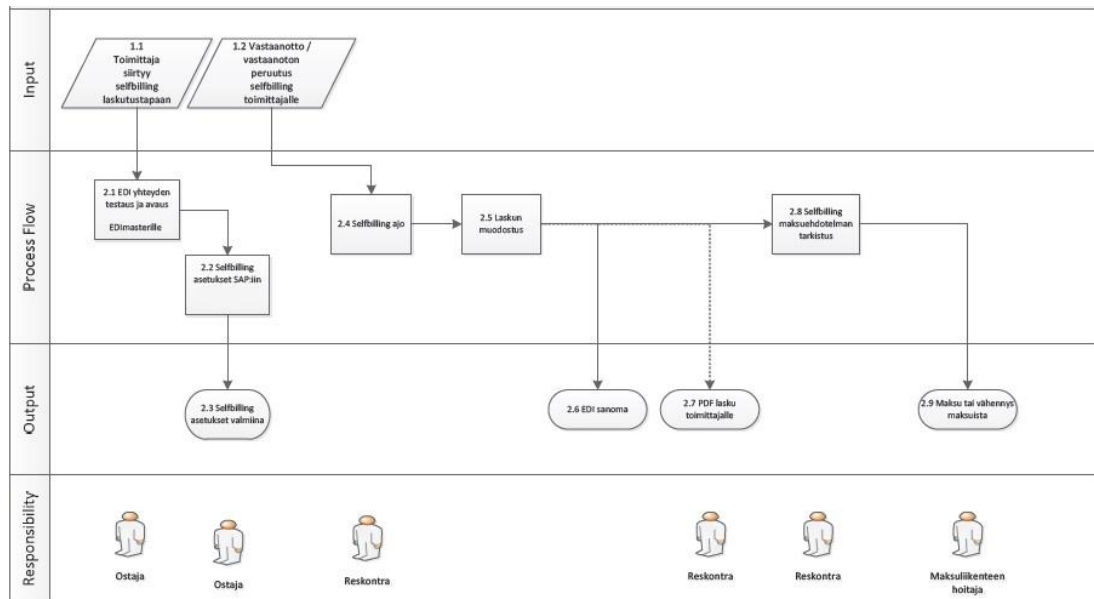 Input
1.1
Toimittaja
siirtyy
selfbilling
laskutustapaan
1.2 Vastaanotto /
vastaanoton
peruutus
selfbilling
toimittajalle
Process Flow
2.1 EDI yhteyden
testaus ja avaus
EDImasterille
2.2 Selfbilling
asetukset SAP:iin
2.4 Selfbilling ajo
2.5 Laskun
muodostus
2.8 Selfbilling
maksuehdotelman
tarkistus
Output
2.3 Selfbilling
asetukset valmiina
2.6 EDI sanoma
2.7 PDF lasku
toimittajalle
2.9 Maksu tai vähennys
maksuista
Responsibility
Ostaja
Ostaja
Reskontra
Reskontra
Reskontra
Maksuliikenteen
hoitaja